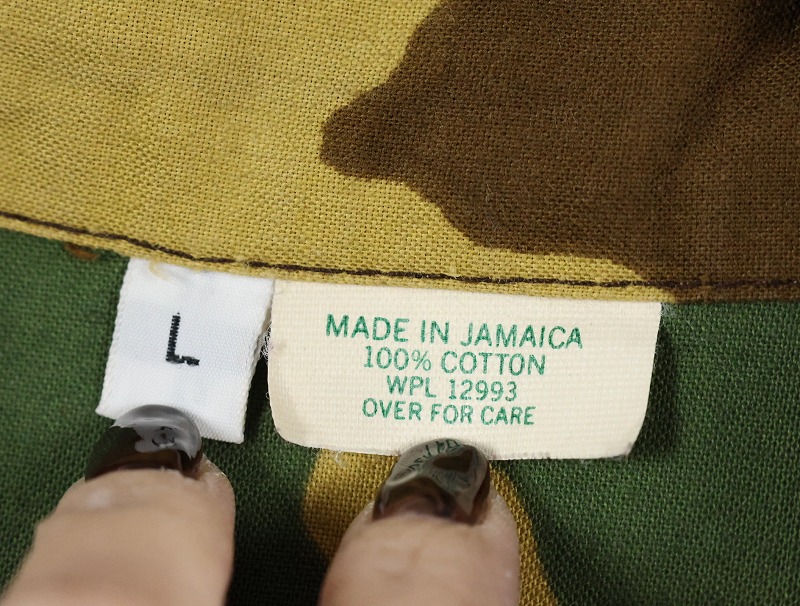 L
MADE IN JAMAICA
100% COTTON
WPL 12993
OVER FOR CARE